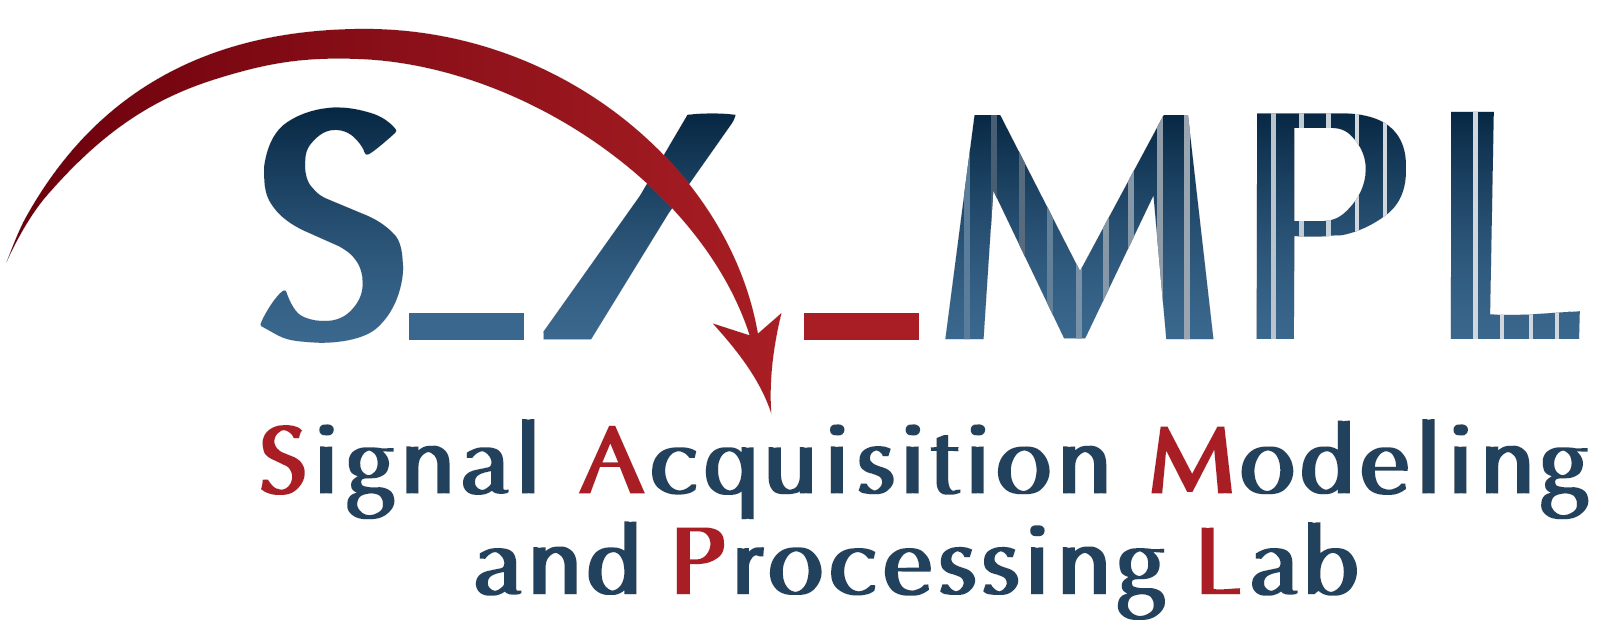 S_X_MPL
Signal Acquisition Modeling
and Processing Lab